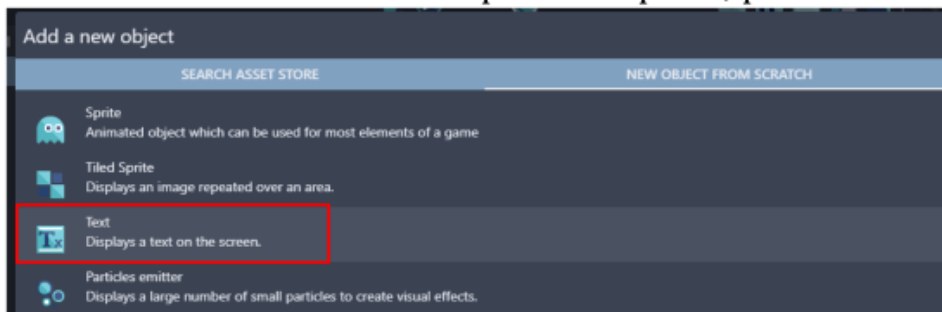 Add a new object
SEARCH ASSET STORE
NEW OBJECT FROM SCRATCH
Sprite
Animated object which can be used for most elements of a game
Tiled Sprite
Displays an image repeated over an area.
Text
Displays a text on the screen.
Particles emitter
Displays a large number of small particles to create visual effects.